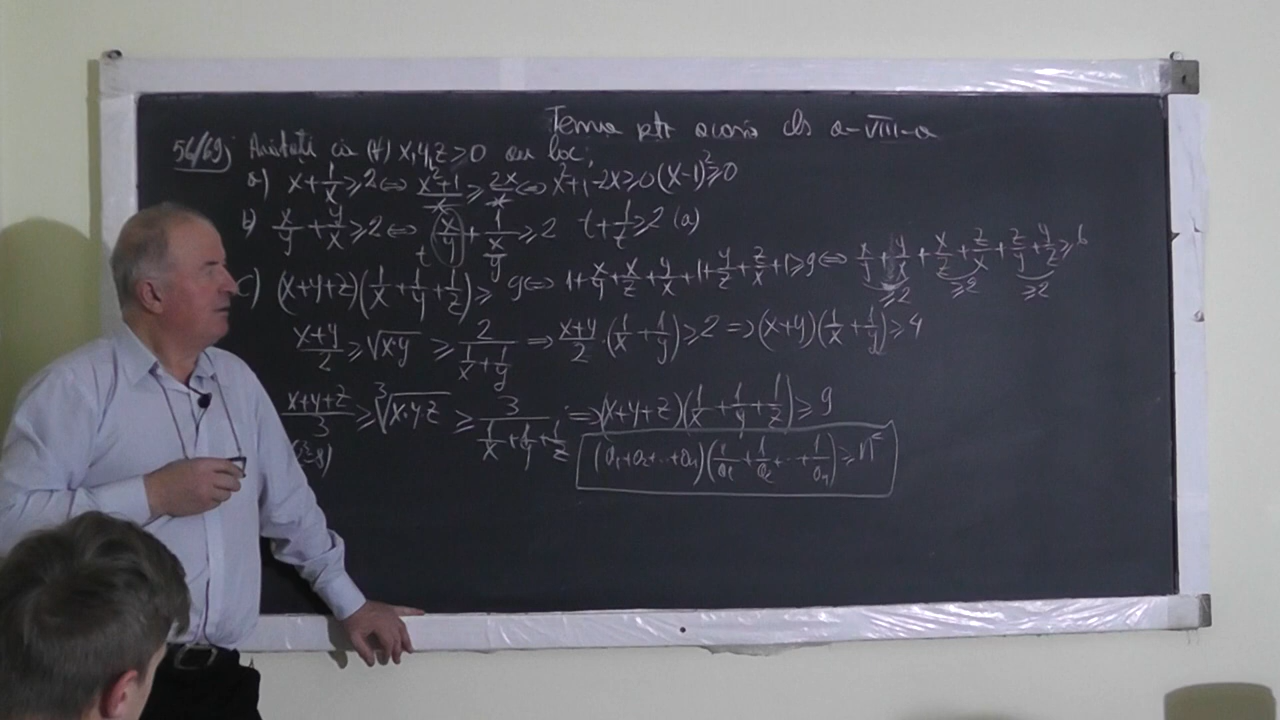 Tema ptr acasă cls a-VIII-a
56/69) Arătați că (∀) x,y,z>0 au loc:
a) x+1/x≥2⇔ (x²+1)/x ≥ 2x/x ⇔ x²+1-2x≥0 (x-1)²≥0
b) x/y+y/x≥2⇔ x/y+1/(x/y)≥2 t+1/t≥2 (a)
t
c) (x+y+z)(1/x+1/y+1/z)≥ 9⇔ 1+x/y+x/z+y/x+1+y/z+z/x+1≥9⇔ x/y+y/x+x/z+z/x+z/y+y/z≥6
≥2 ≥2 ≥2
(x+y)/2 ≥ √(x·y) ≥ 2/(1/x+1/y) ⇒ (x+y)/2·(1/x+1/y)≥2 ⇒(x+y)(1/x+1/y)≥4
(x+y+z)/3 ≥ ∛(x·y·z) ≥ 3/(1/x+1/y+1/z) ⇒(x+y+z)(1/x+1/y+1/z)≥9
(a₁+a₂+..+aₙ)(1/a₁+1/a₂+..+1/aₙ)≥n²